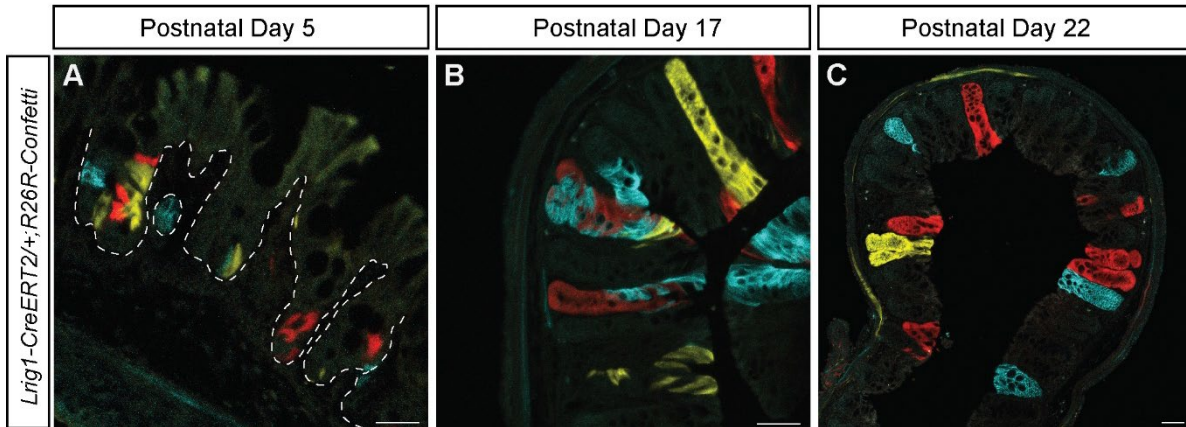 Postnatal Day 5
Postnatal Day 17
Postnatal Day 22
Lrig1-CreERT2/+;R26R-Confetti
A
B
C